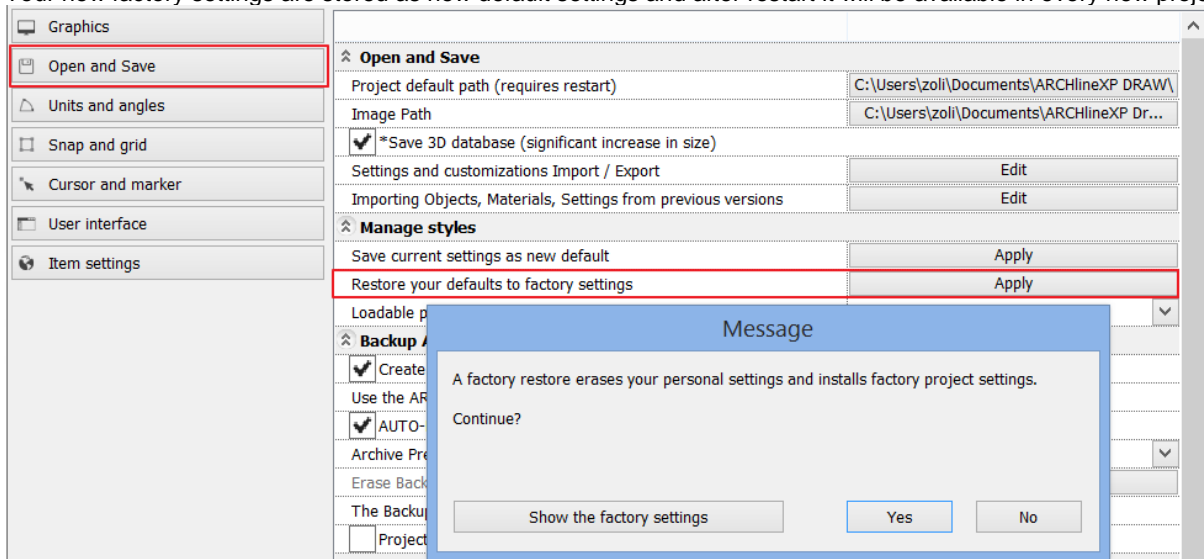 Graphics
Open and Save
Units and angles
Snap and grid
Cursor and marker
User interface
Item settings
Open and Save
Project default path (requires restart) C:\Users\zoli\Documents\ARCHlineXP DRAW\
Image Path C:\Users\zoli\Documents\ARCHlineXP Dr...
*Save 3D database (significant increase in size)
Settings and customizations Import / Export Edit
Importing Objects, Materials, Settings from previous versions Edit
Manage styles
Save current settings as new default Apply
Restore your defaults to factory settings Apply
Loadable p
Backup A
Create
Use the AR
AUTO-
Archive Pre
Erase Back
The Backup
Project
Message
A factory restore erases your personal settings and installs factory project settings.
Continue?
Show the factory settings Yes No